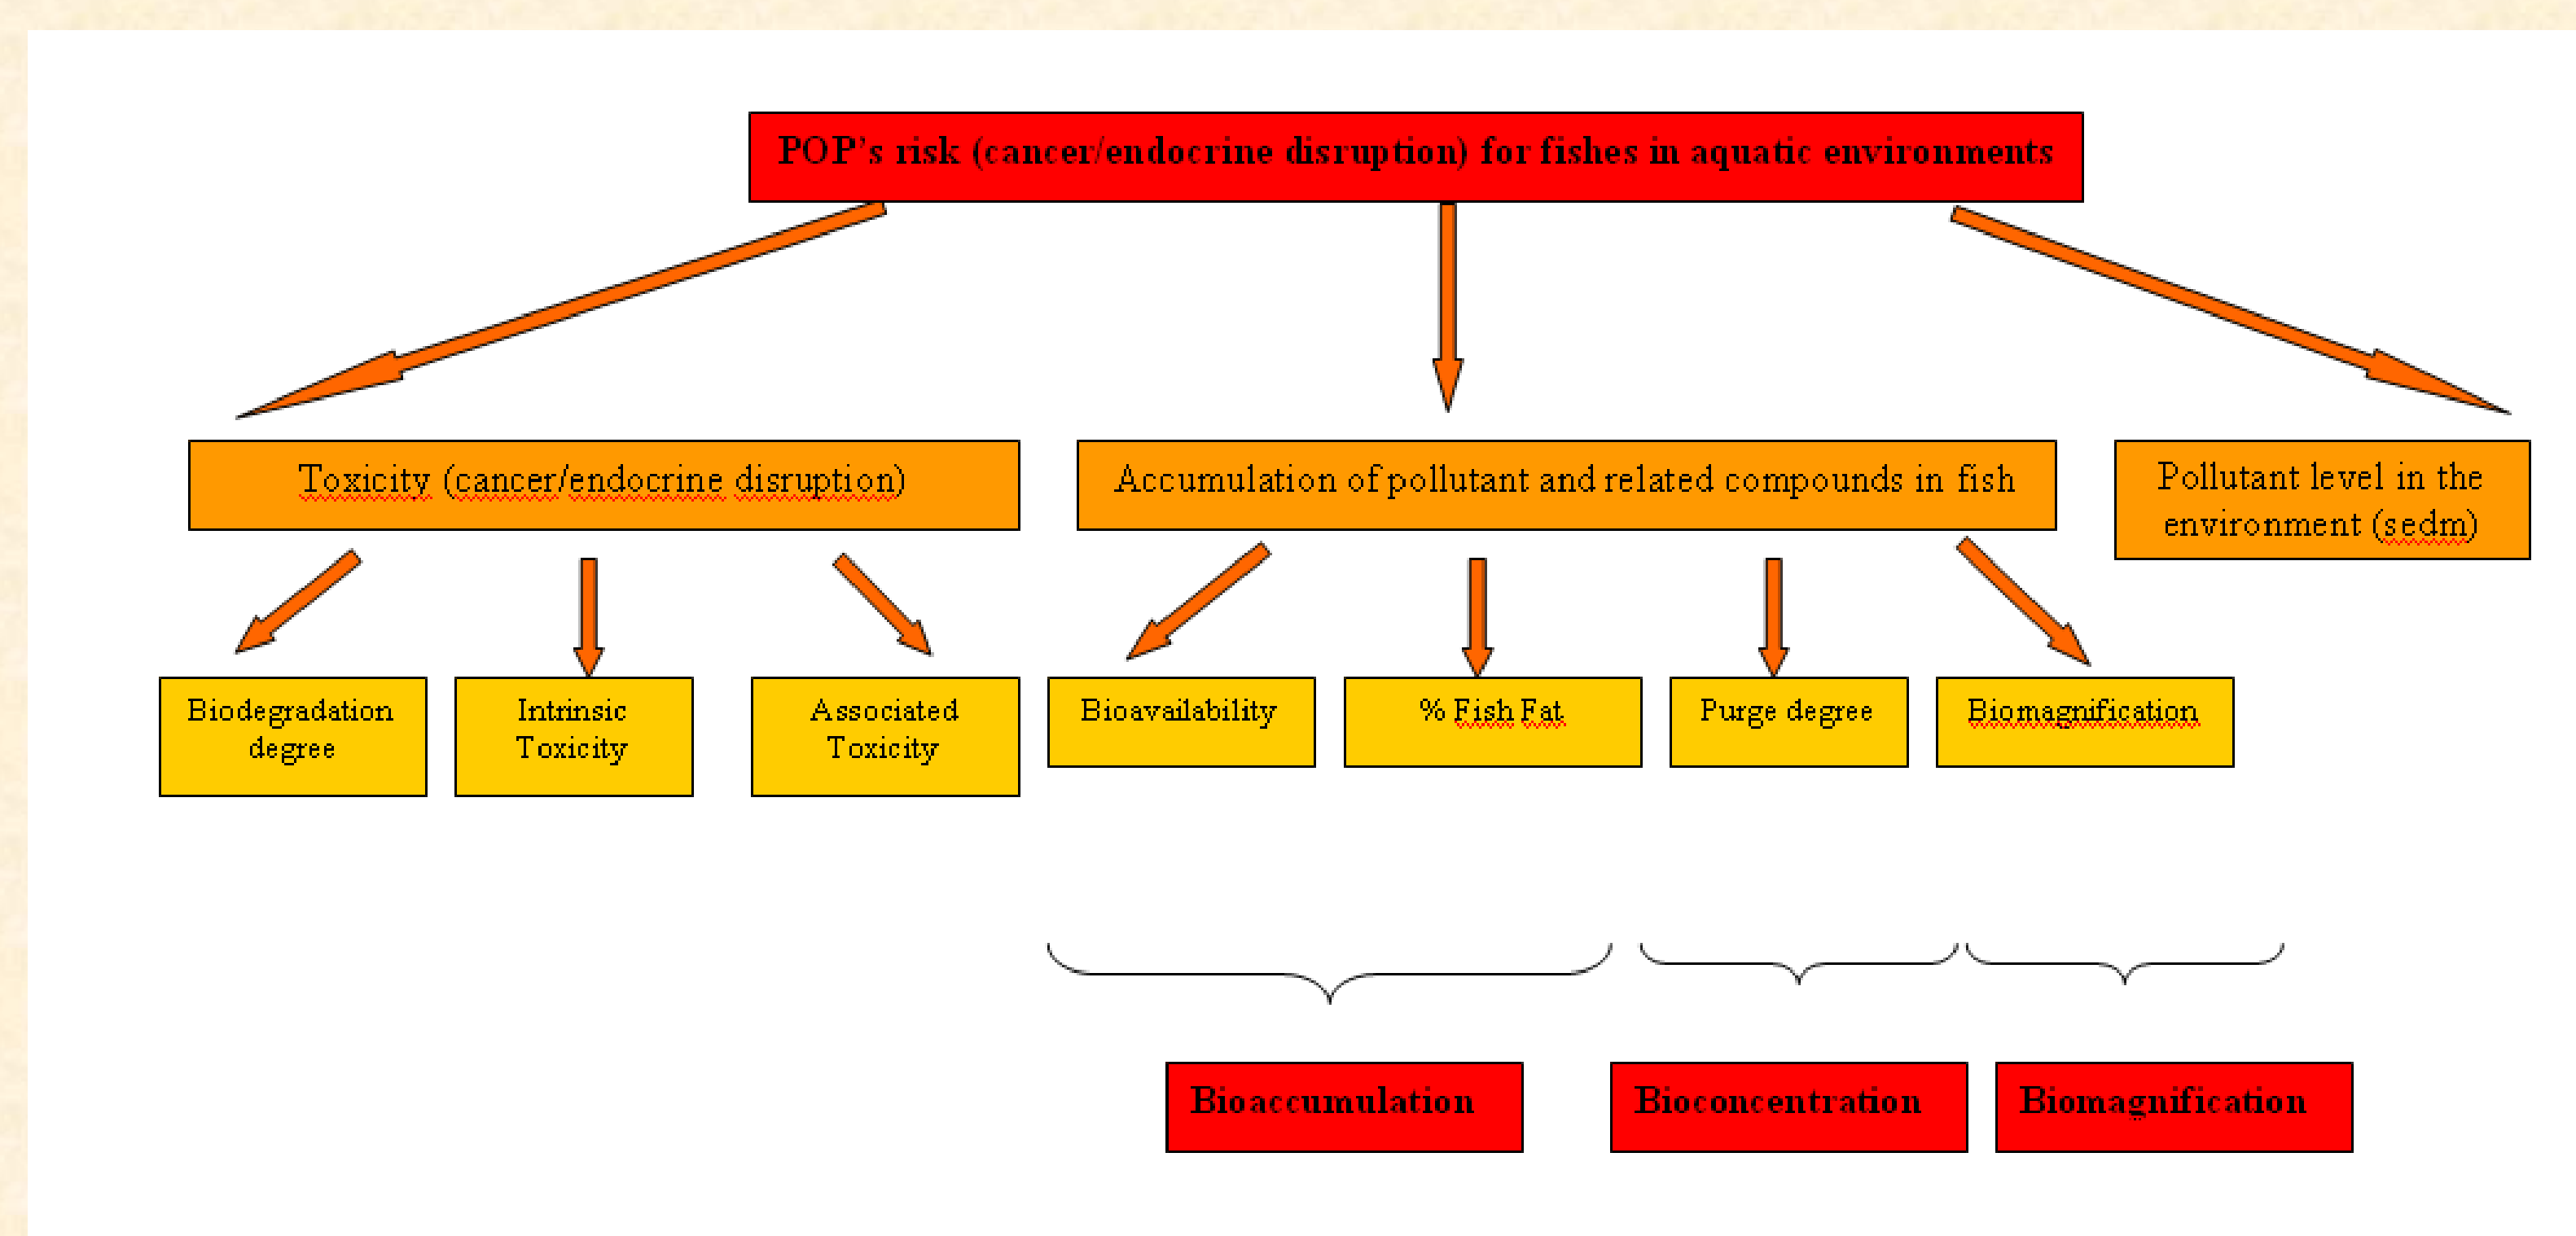 POP's risk (cancer/endocrine disruption) for fishes in aquatic environments
Toxicity (cancer/endocrine disruption)
Accumulation of pollutant and related compounds in fish
Pollutant level in the
environment (sedm)
Biodegradation
degree
Intrinsic
Toxicity
Associated
Toxicity
Bioavailability
% Fish Fat
Purge degree
Biomagnification
Bioaccumulation
Bioconcentration
Biomagnification